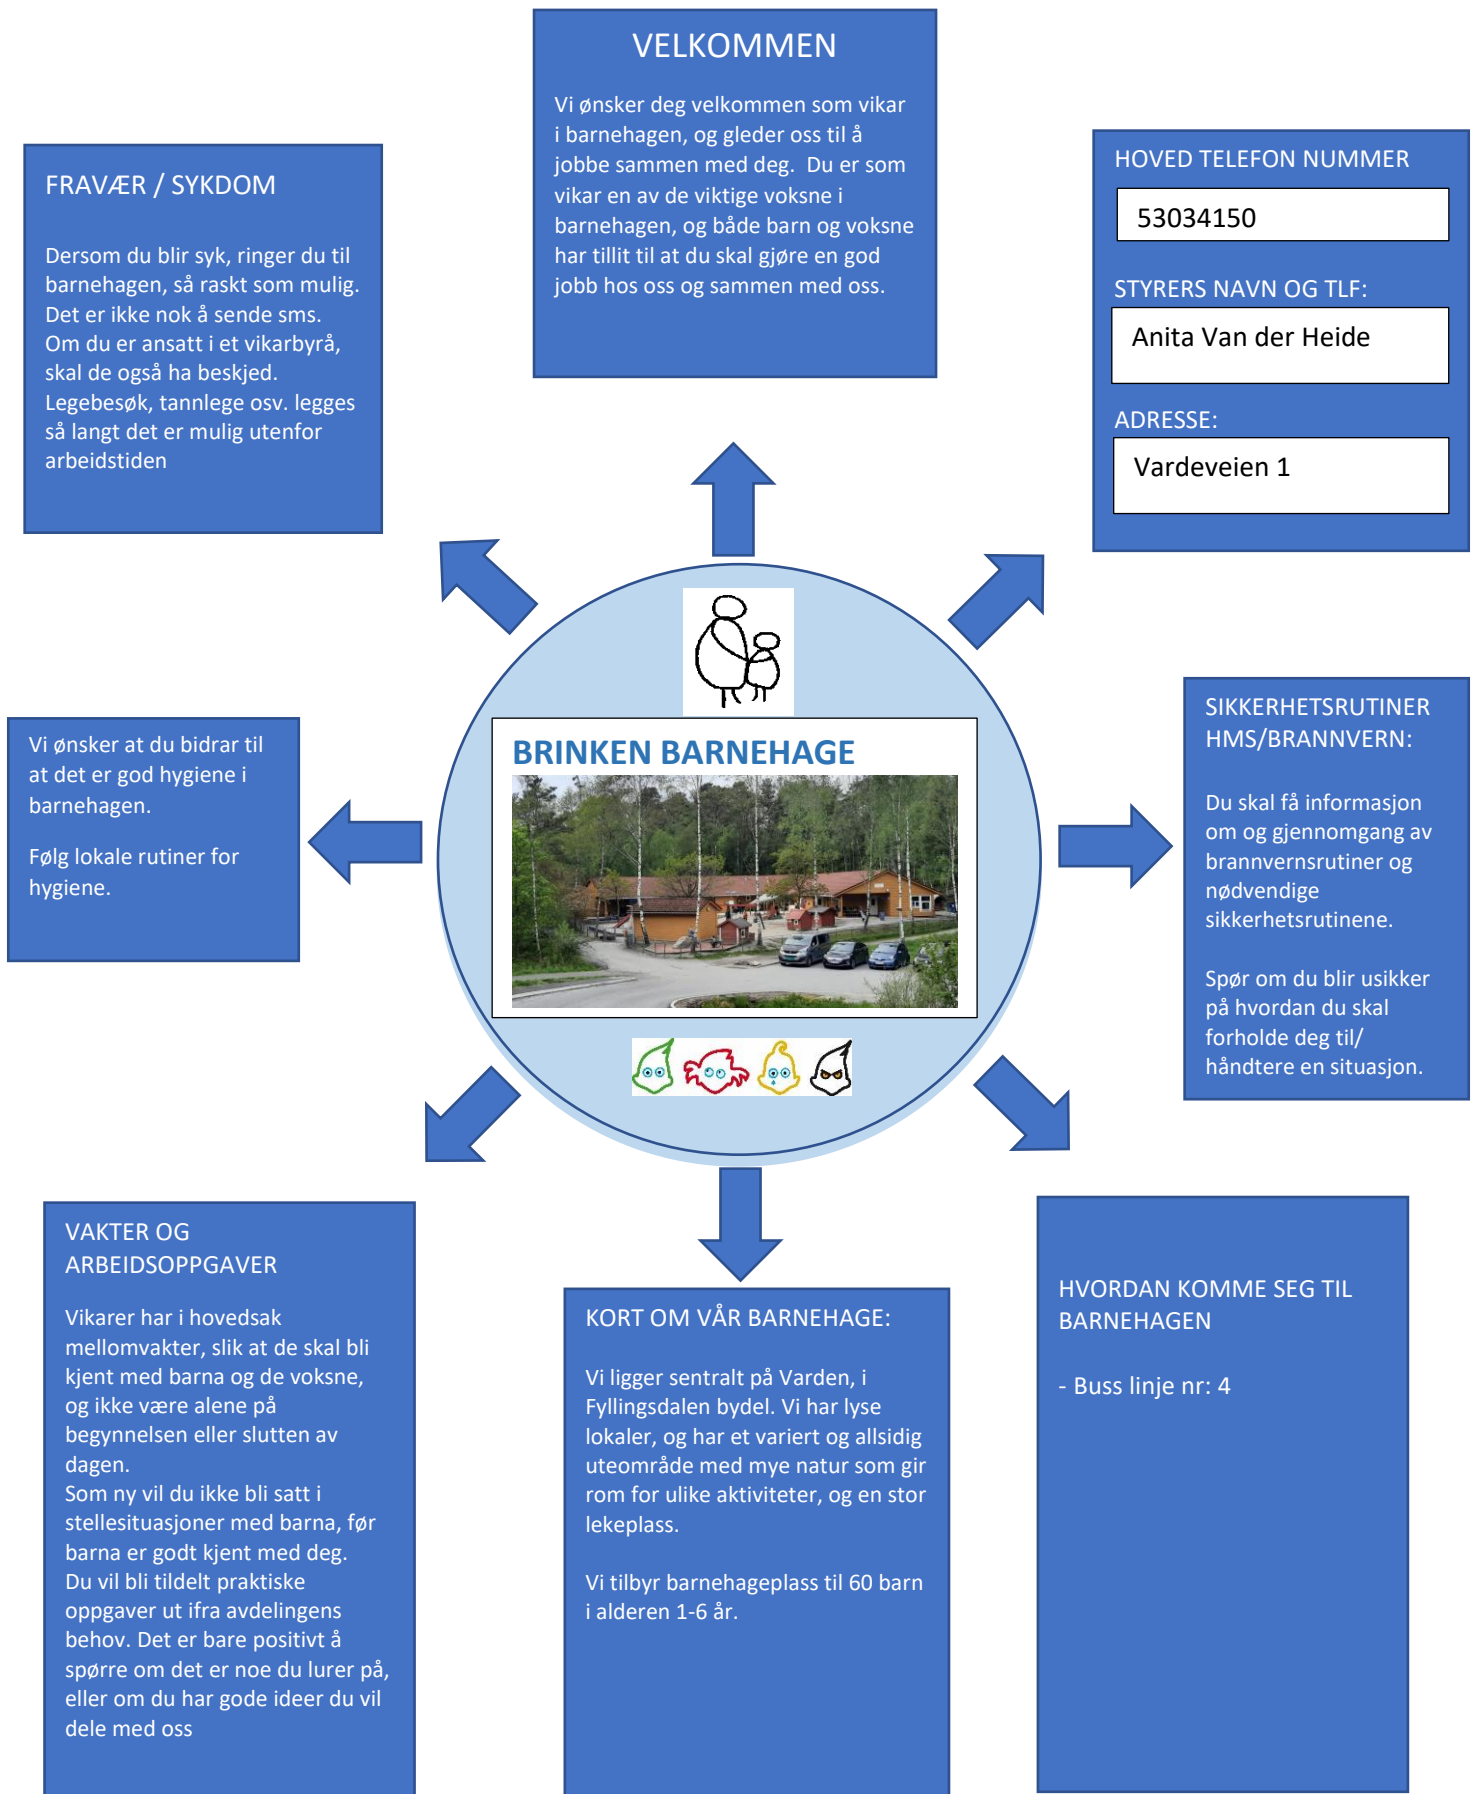 VELKOMMEN
Vi ønsker deg velkommen som vikar
i barnehagen, og gleder oss til å
jobbe sammen med deg.  Du er som
vikar en av de viktige voksne i
barnehagen, og både barn og voksne
har tillit til at du skal gjøre en god
jobb hos oss og sammen med oss.
FRAVÆR / SYKDOM
Dersom du blir syk, ringer du til
barnehagen, så raskt som mulig.
Det er ikke nok å sende sms.
Om du er ansatt i et vikarbyrå,
skal de også ha beskjed.
Legebesøk, tannlege osv. legges
så langt det er mulig utenfor
arbeidstiden
HOVED TELEFON NUMMER
53034150
STYRERS NAVN OG TLF:
Anita Van der Heide
ADRESSE:
Vardeveien 1
Vi ønsker at du bidrar til
at det er god hygiene i
barnehagen.
Følg lokale rutiner for
hygiene.
BRINKEN BARNEHAGE
SIKKERHETSRUTINER
HMS/BRANNVERN:
Du skal få informasjon
om og gjennomgang av
brannvernsrutiner og
nødvendige
sikkerhetsrutinene.
Spør om du blir usikker
på hvordan du skal
forholde deg til/
håndtere en situasjon.
VAKTER OG
ARBEIDSOPPGAVER
Vikarer har i hovedsak
mellomvakter, slik at de skal bli
kjent med barna og de voksne,
og ikke være alene på
begynnelsen eller slutten av
dagen.
Som ny vil du ikke bli satt i
stellesituasjoner med barna, før
barna er godt kjent med deg.
Du vil bli tildelt praktiske
oppgaver ut ifra avdelingens
behov. Det er bare positivt å
spørre om det er noe du lurer på,
eller om du har gode ideer du vil
dele med oss
KORT OM VÅR BARNEHAGE:
Vi ligger sentralt på Varden, i
Fyllingsdalen bydel. Vi har lyse
lokaler, og har et variert og allsidig
uteområde med mye natur som gir
rom for ulike aktiviteter, og en stor
lekeplass.
Vi tilbyr barnehageplass til 60 barn
i alderen 1-6 år.
HVORDAN KOMME SEG TIL
BARNEHAGEN
- Buss linje nr: 4